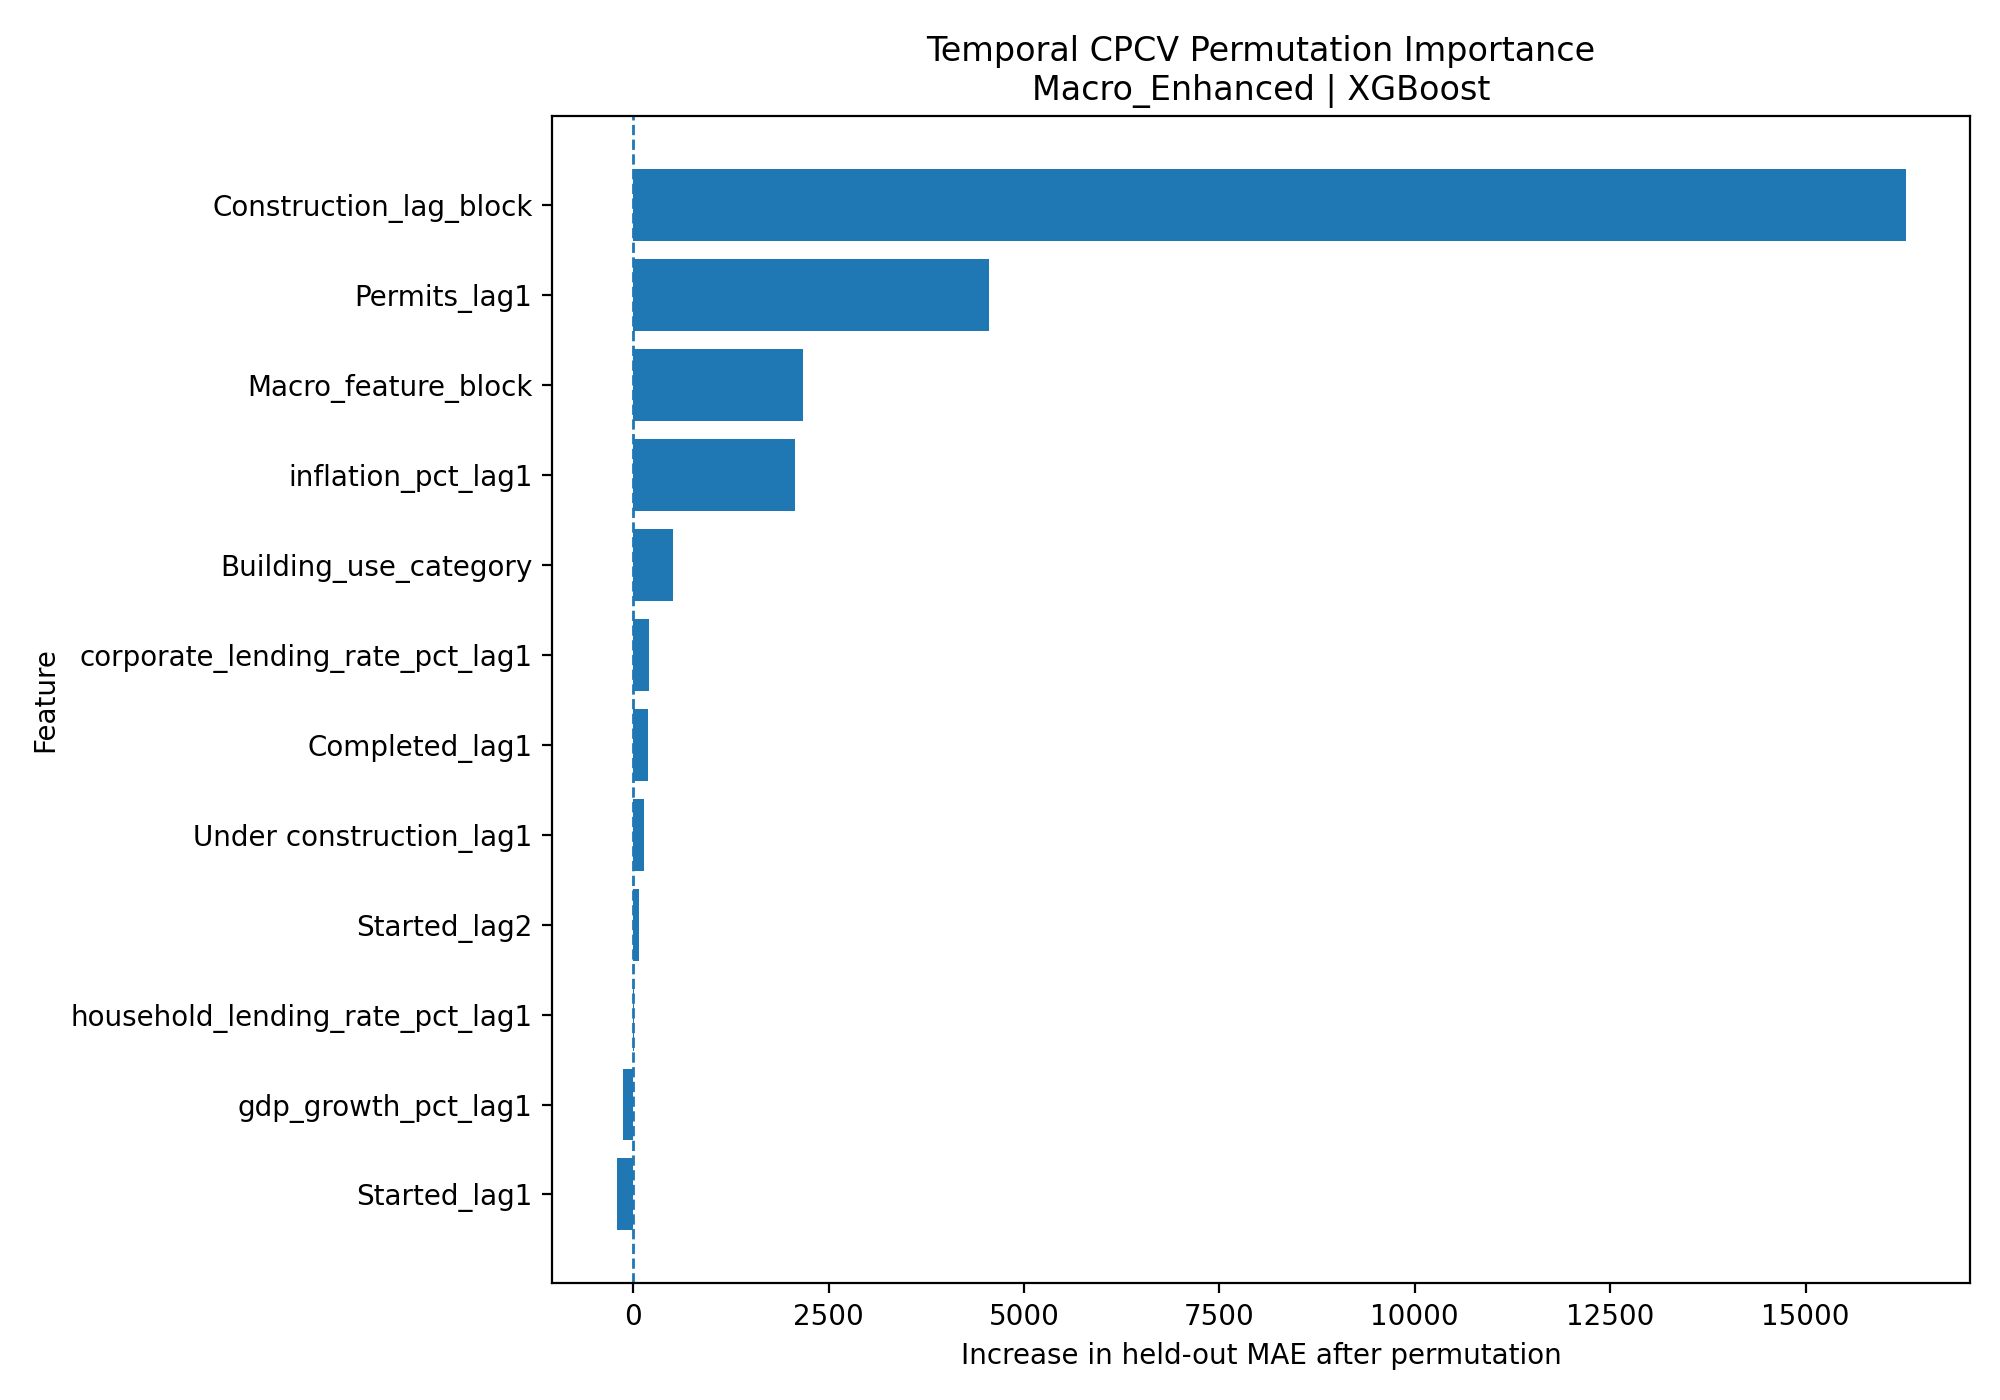 Temporal CPCV Permutation Importance
Macro_Enhanced | XGBoost
Feature
Construction_lag_block
Permits_lag1
Macro_feature_block
inflation_pct_lag1
Building_use_category
corporate_lending_rate_pct_lag1
Completed_lag1
Under construction_lag1
Started_lag2
household_lending_rate_pct_lag1
gdp_growth_pct_lag1
Started_lag1
0 2500 5000 7500 10000 12500 15000
Increase in held-out MAE after permutation